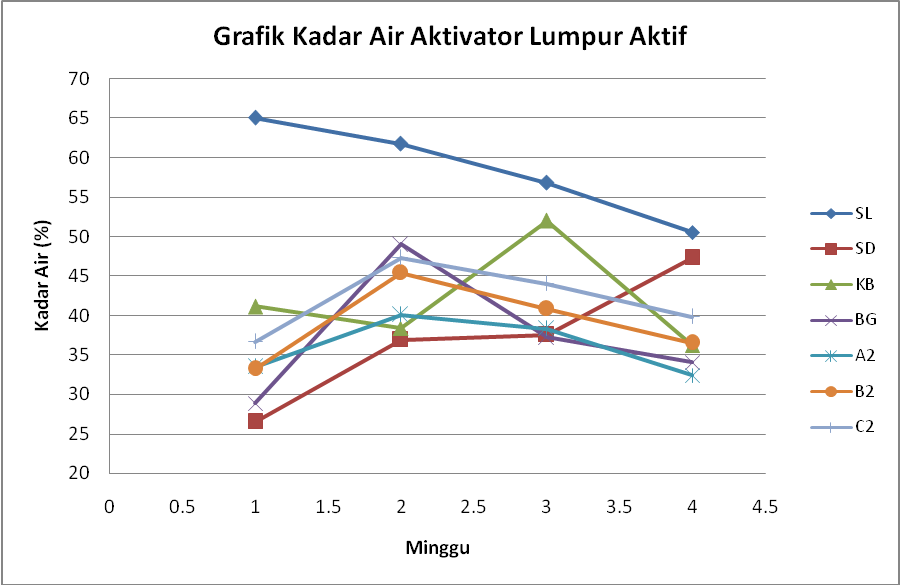 Grafik Kadar Air Aktivator Lumpur Aktif
70
65
60
55
50
45
40
35
30
25
20
Kadar Air (%)
0 0.5 1 1.5 2 2.5 3 3.5 4 4.5
Minggu
SL
SD
KB
BG
A2
B2
C2